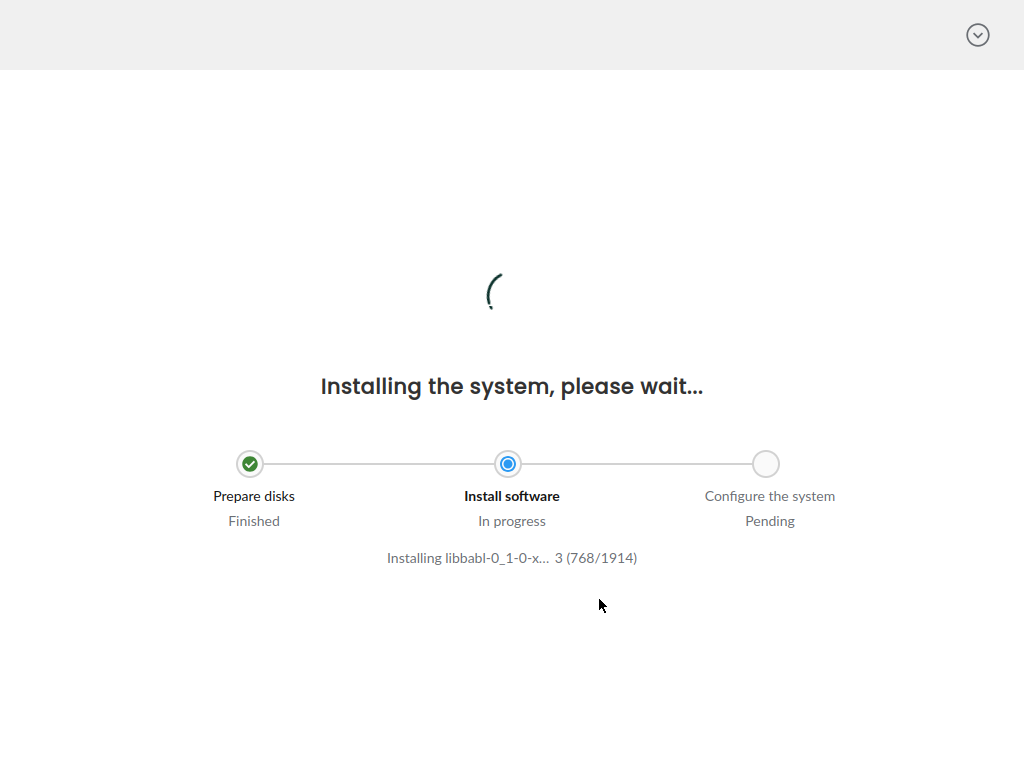 Installing the system, please wait...
Prepare disks
Finished
Install software
In progress
Configure the system
Pending
Installing libbabl-0_1-0-x... 3 (768/1914)